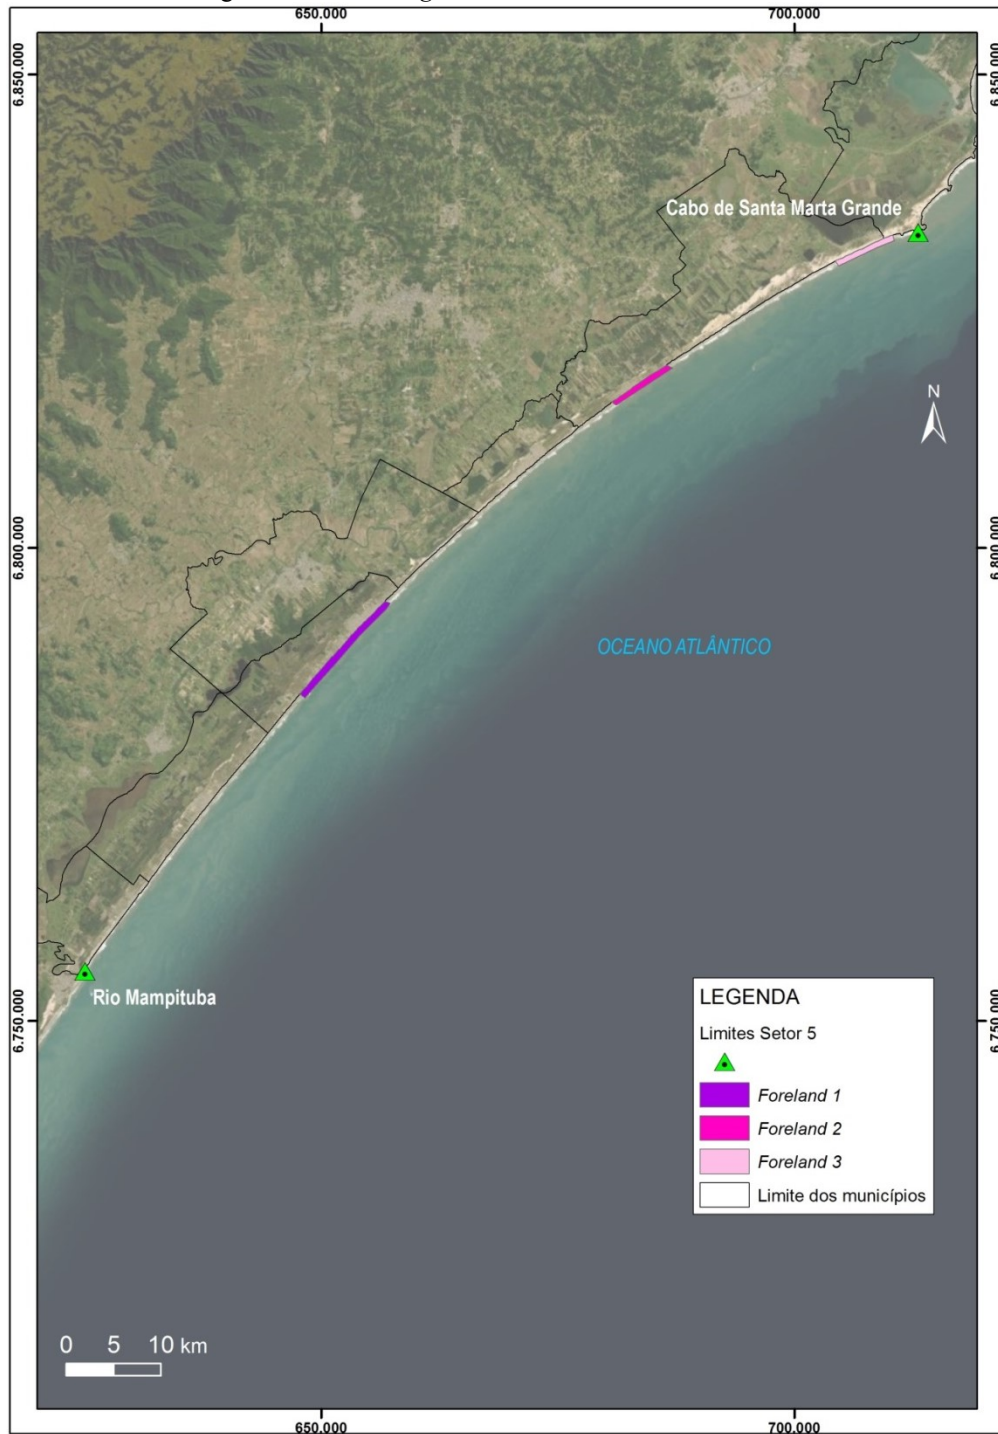 650.000
700.000
6.850.000
6.850.000
Cabo de Santa Marta Grande
N
6.800.000
6.800.000
OCEANO ATLÂNTICO
Rio Mampituba
6.750.000
6.750.000
LEGENDA
Limites Setor 5
Foreland 1
Foreland 2
Foreland 3
Limite dos municípios
0 5 10 km
650.000
700.000